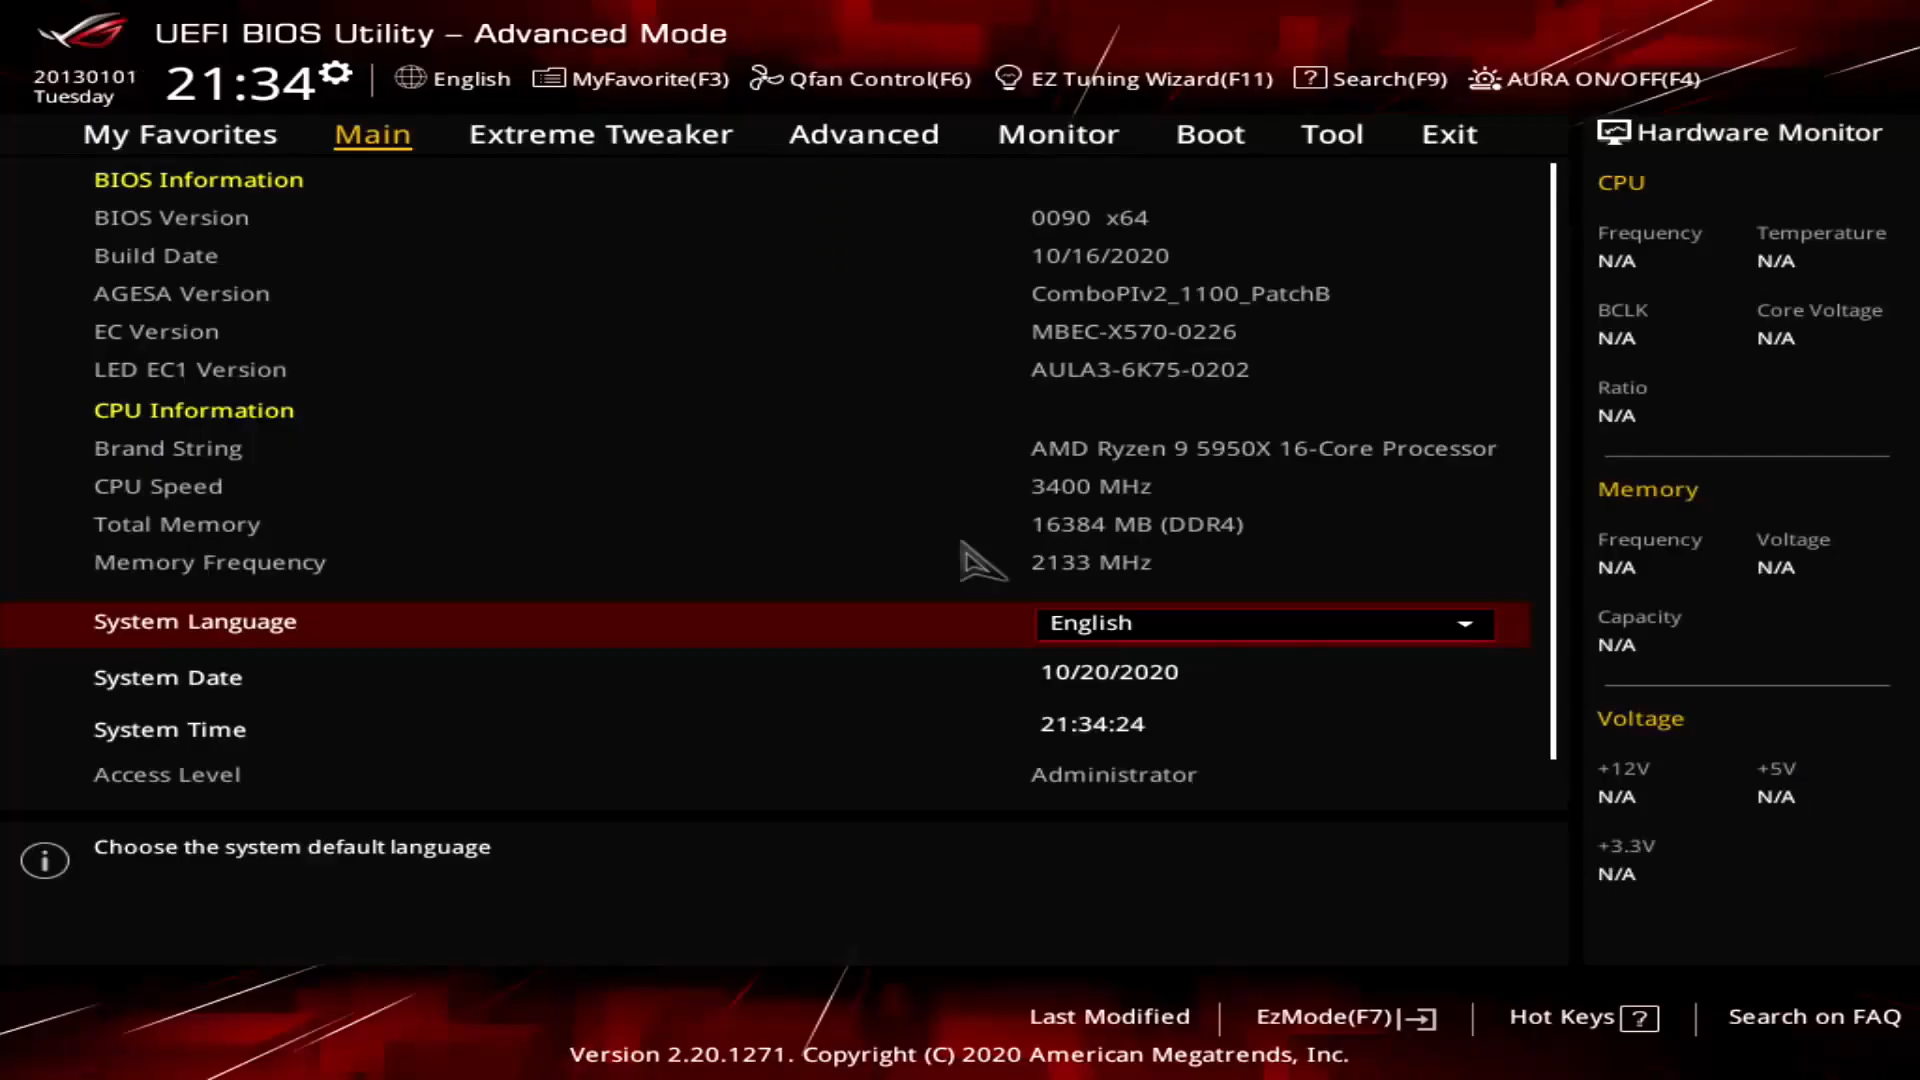 UEFI BIOS Utility – Advanced Mode
20130101
Tuesday
21:34
English
MyFavorite(F3)
Qfan Control(F6)
EZ Tuning Wizard(F11)
? Search(F9)
AURA ON/OFF(F4)
My Favorites Main Extreme Tweaker Advanced Monitor Boot Tool Exit
BIOS Information
BIOS Version 0090 x64
Build Date 10/16/2020
AGESA Version ComboPIv2_1100_PatchB
EC Version MBEC-X570-0226
LED EC1 Version AULA3-6K75-0202
CPU Information
Brand String AMD Ryzen 9 5950X 16-Core Processor
CPU Speed 3400 MHz
Total Memory 16384 MB (DDR4)
Memory Frequency 2133 MHz
System Language English
System Date 10/20/2020
System Time 21:34:24
Access Level Administrator
i Choose the system default language
Hardware Monitor
CPU
Frequency Temperature
N/A N/A
BCLK Core Voltage
N/A N/A
Ratio
N/A
Memory
Frequency Voltage
N/A N/A
Capacity
N/A
Voltage
+12V +5V
N/A N/A
+3.3V
N/A
Last Modified EzMode(F7) Hot Keys ? Search on FAQ
Version 2.20.1271. Copyright (C) 2020 American Megatrends, Inc.